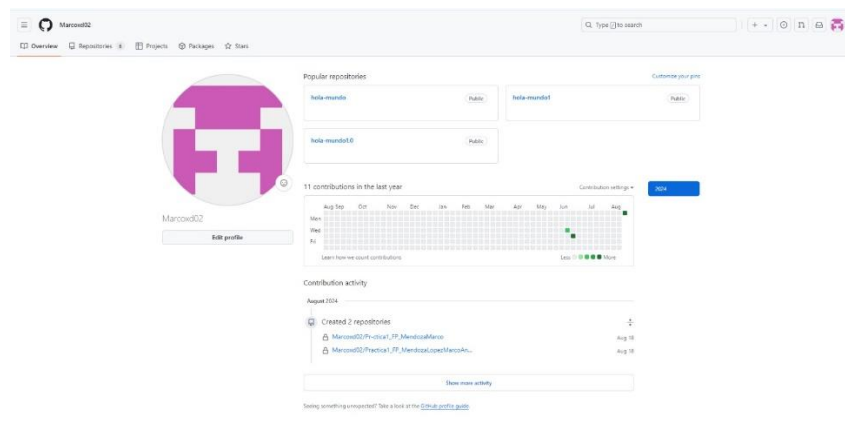 Marcoxd02
Type / to search
Overview Repositories Projects Packages Stars
Popular repositories
Customize your pins
hola-mundo Public
hola-mundo1 Public
hola-mundo1.0 Public
11 contributions in the last year
Contribution settings
2024
Aug Sep Oct Nov Dec Jan Feb Mar Apr May Jun Jul Aug
Mon
Wed
Fri
Learn how we count contributions
Less More
Marcoxd02
Edit profile
Contribution activity
August 2024
Created 2 repositories
Marcoxd02/Pr-ctica1_FP_MendozaMarco Aug 18
Marcoxd02/Practica1_FP_MendozaLopezMarcoAn... Aug 18
Show more activity
Seeing something unexpected? Take a look at the GitHub profile guide.